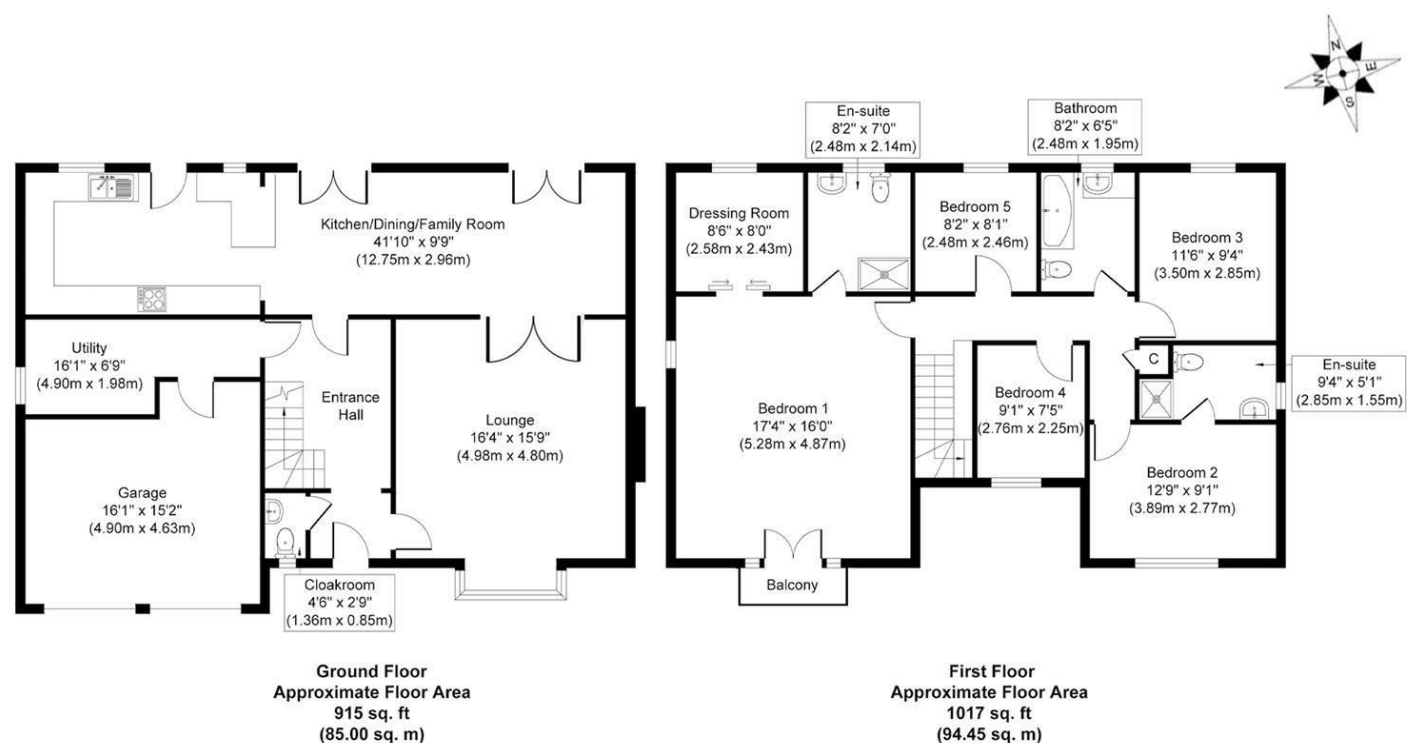 N
W
E
S
Kitchen/Dining/Family Room
41'10" x 9'9"
(12.75m x 2.96m)
Utility
16'1" x 6'9"
(4.90m x 1.98m)
Entrance
Hall
Lounge
16'4" x 15'9"
(4.98m x 4.80m)
Garage
16'1" x 15'2"
(4.90m x 4.63m)
Cloakroom
4'6" x 2'9"
(1.36m x 0.85m)
Ground Floor
Approximate Floor Area
915 sq. ft
(85.00 sq. m)
En-suite
8'2" x 7'0"
(2.48m x 2.14m)
Bathroom
8'2" x 6'5"
(2.48m x 1.95m)
Dressing Room
8'6" x 8'0"
(2.58m x 2.43m)
Bedroom 5
8'2" x 8'1"
(2.48m x 2.46m)
Bedroom 3
11'6" x 9'4"
(3.50m x 2.85m)
C
En-suite
9'4" x 5'1"
(2.85m x 1.55m)
Bedroom 1
17'4" x 16'0"
(5.28m x 4.87m)
Bedroom 4
9'1" x 7'5"
(2.76m x 2.25m)
Bedroom 2
12'9" x 9'1"
(3.89m x 2.77m)
Balcony
First Floor
Approximate Floor Area
1017 sq. ft
(94.45 sq. m)